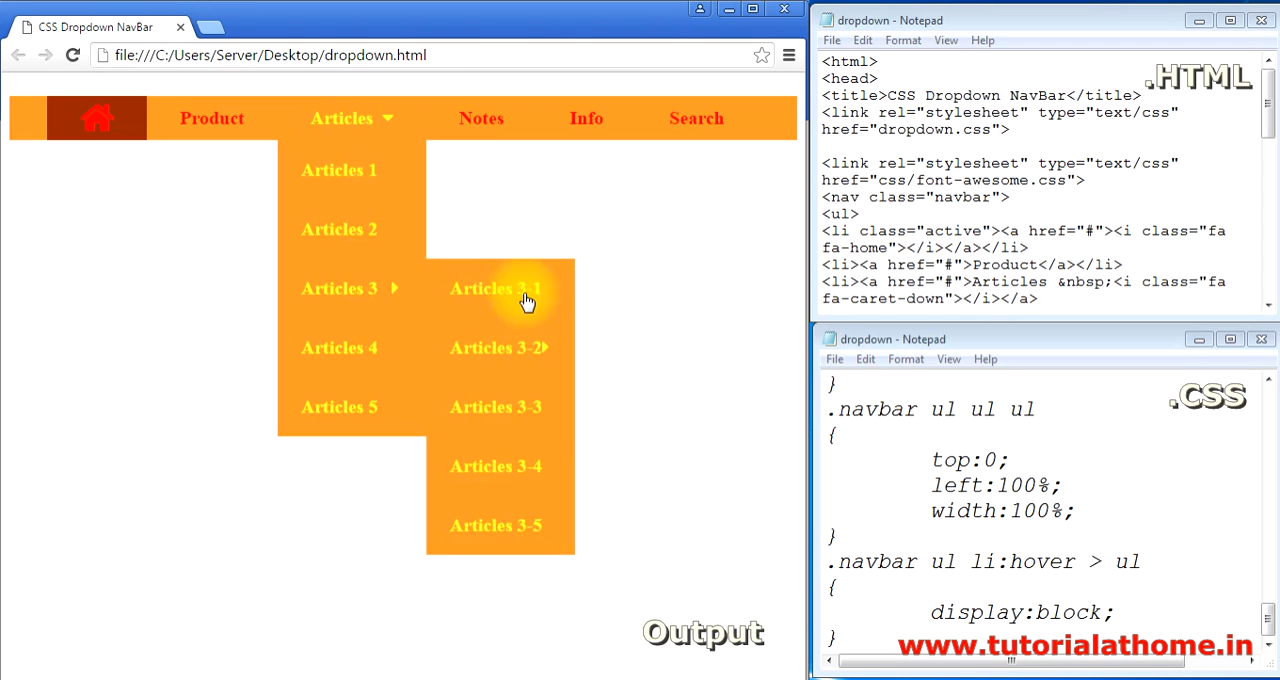 CSS Dropdown NavBar
file:///C:/Users/Server/Desktop/dropdown.html
Product
Articles
Notes
Info
Search
Articles 1
Articles 2
Articles 3
Articles 4
Articles 5
Articles 3-1
Articles 3-2
Articles 3-3
Articles 3-4
Articles 3-5
Output
dropdown - Notepad
File Edit Format View Help
.HTML
<html>
<head>
<title>CSS Dropdown NavBar</title>
<link rel="stylesheet" type="text/css"
href="dropdown.css">
<link rel="stylesheet" type="text/css"
href="css/font-awesome.css">
<nav class="navbar">
<ul>
<li class="active"><a href="#"><i class="fa
fa-home"></i></a></li>
<li><a href="#">Product</a></li>
<li><a href="#">Articles &nbsp;<i class="fa
fa-caret-down"></i></a>
dropdown - Notepad
File Edit Format View Help
.CSS
}
.navbar ul ul ul
{
top:0;
left:100%;
width:100%;
}
.navbar ul li:hover > ul
{
display:block;
}
www.tutorialathome.in